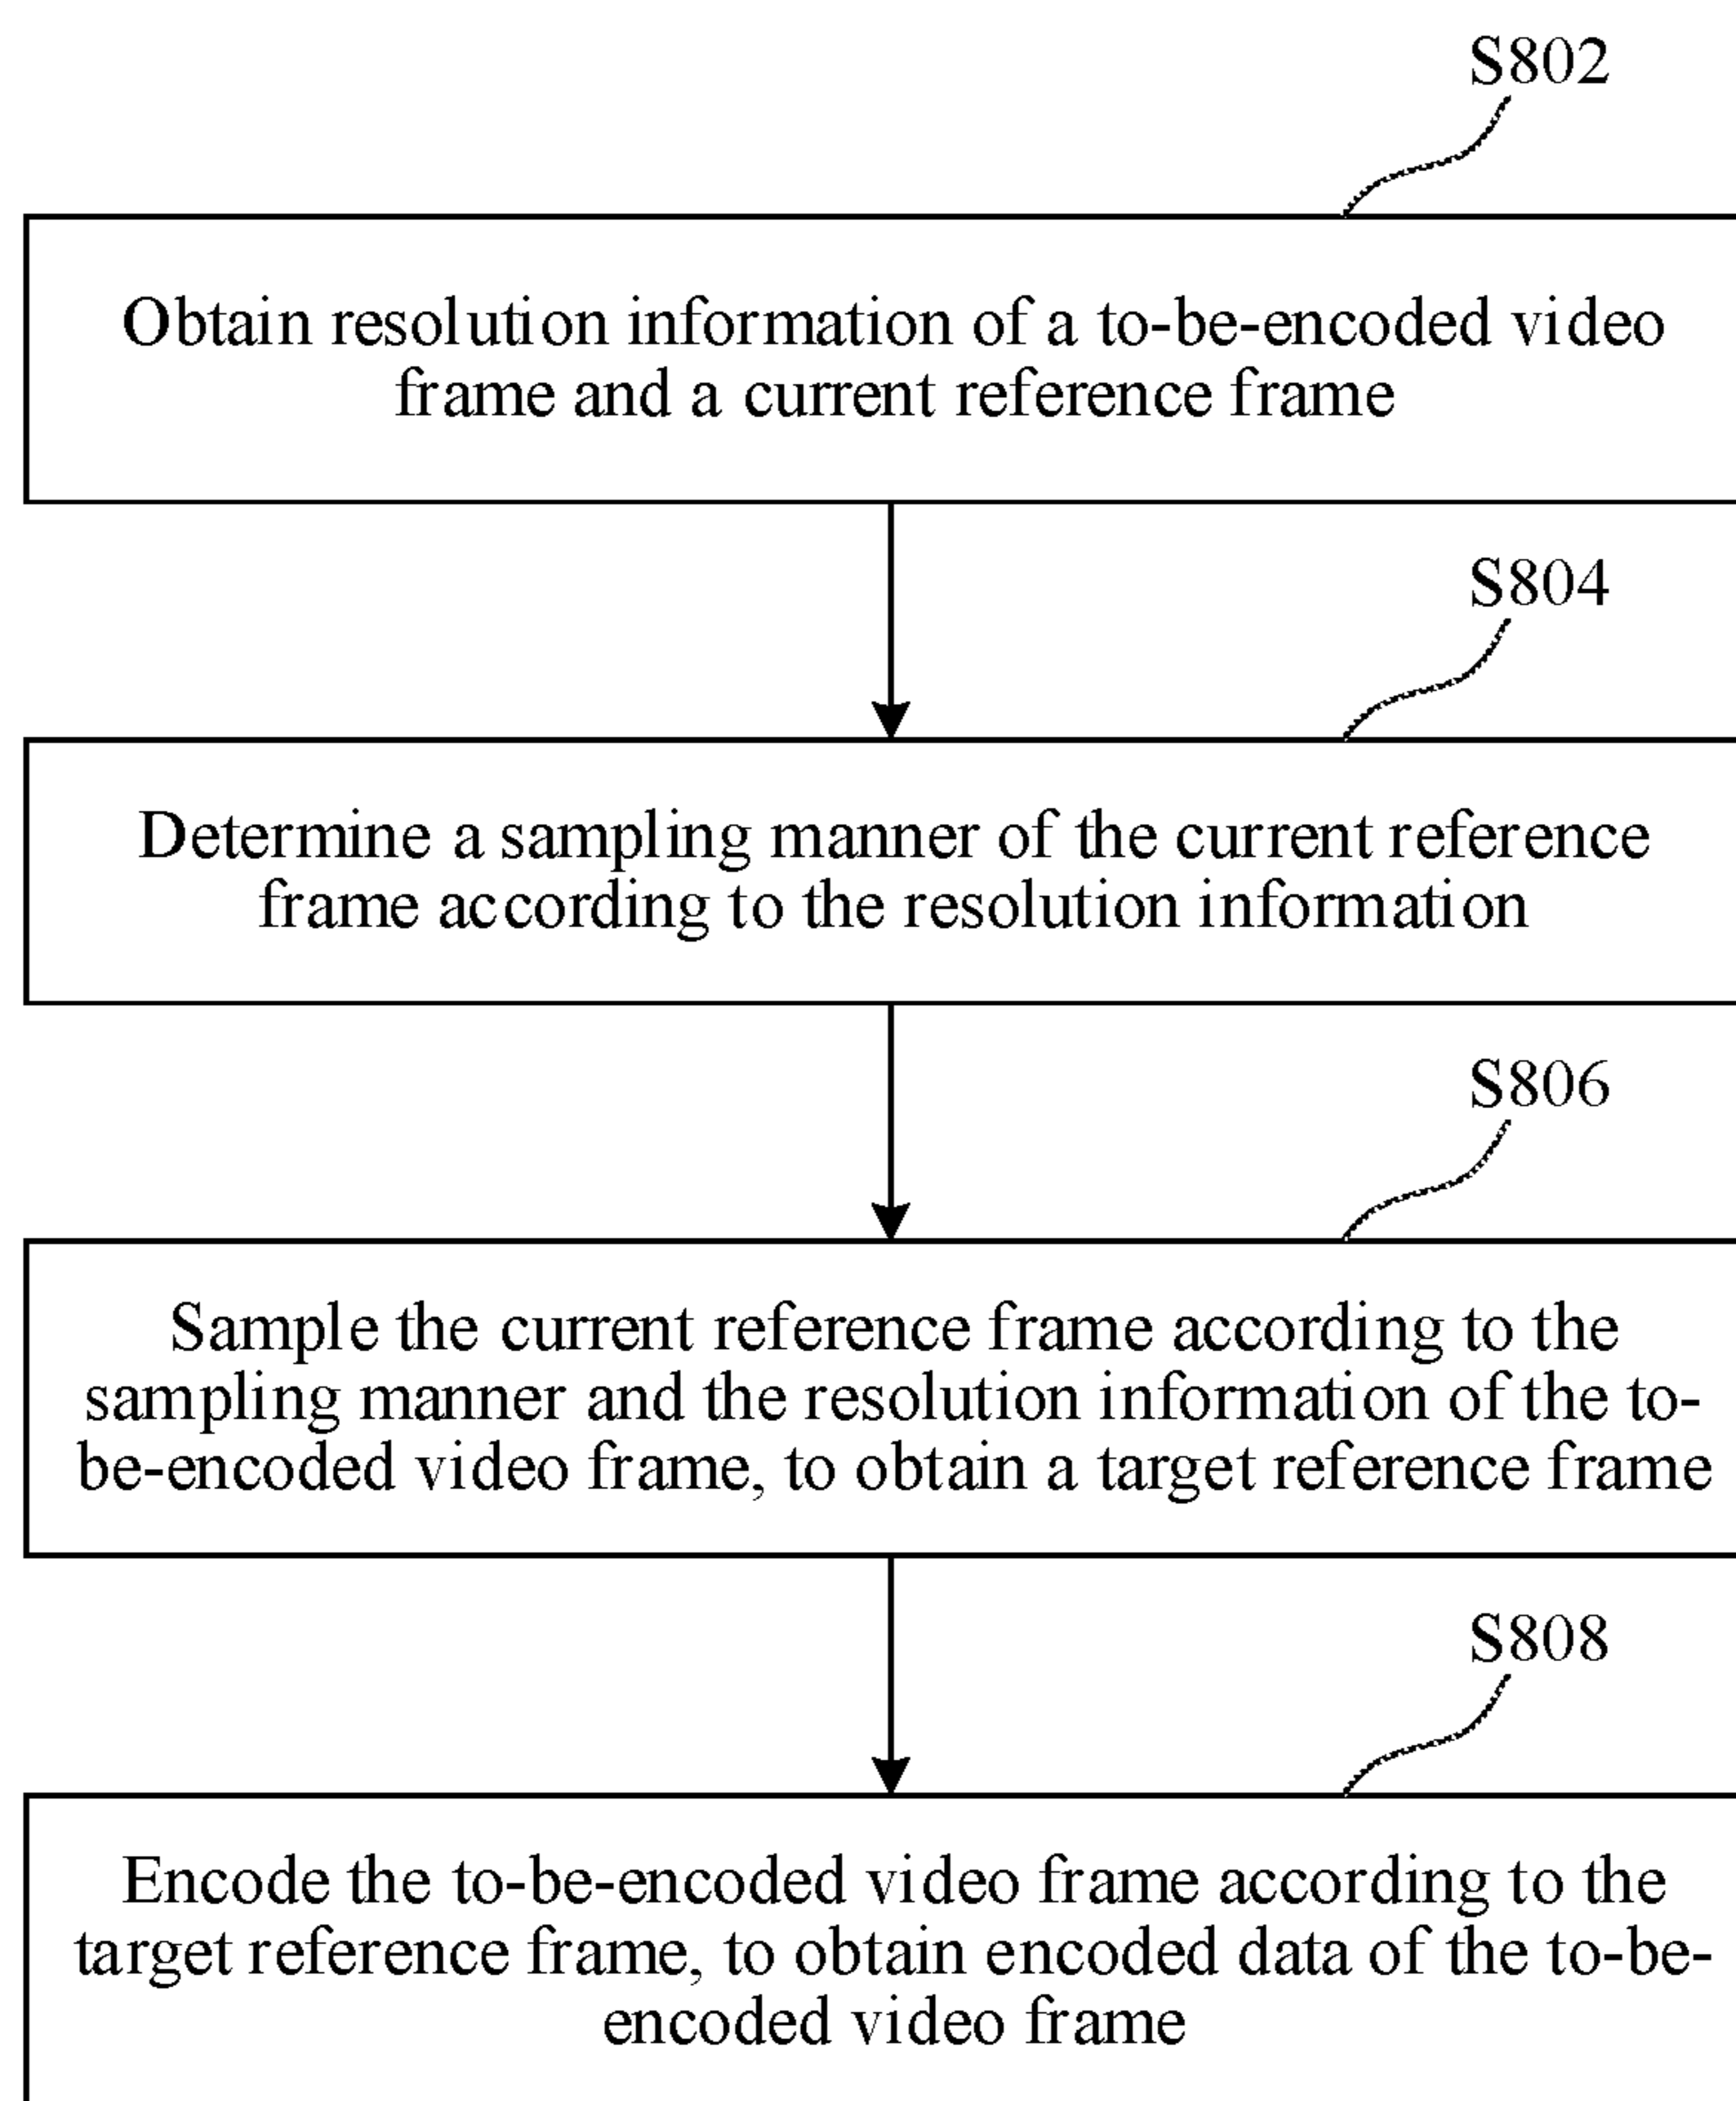 S802
Obtain resolution information of a to-be-encoded video
frame and a current reference frame
S804
Determine a sampling manner of the current reference
frame according to the resolution information
S806
Sample the current reference frame according to the
sampling manner and the resolution information of the to-
be-encoded video frame, to obtain a target reference frame
S808
Encode the to-be-encoded video frame according to the
target reference frame, to obtain encoded data of the to-be-
encoded video frame